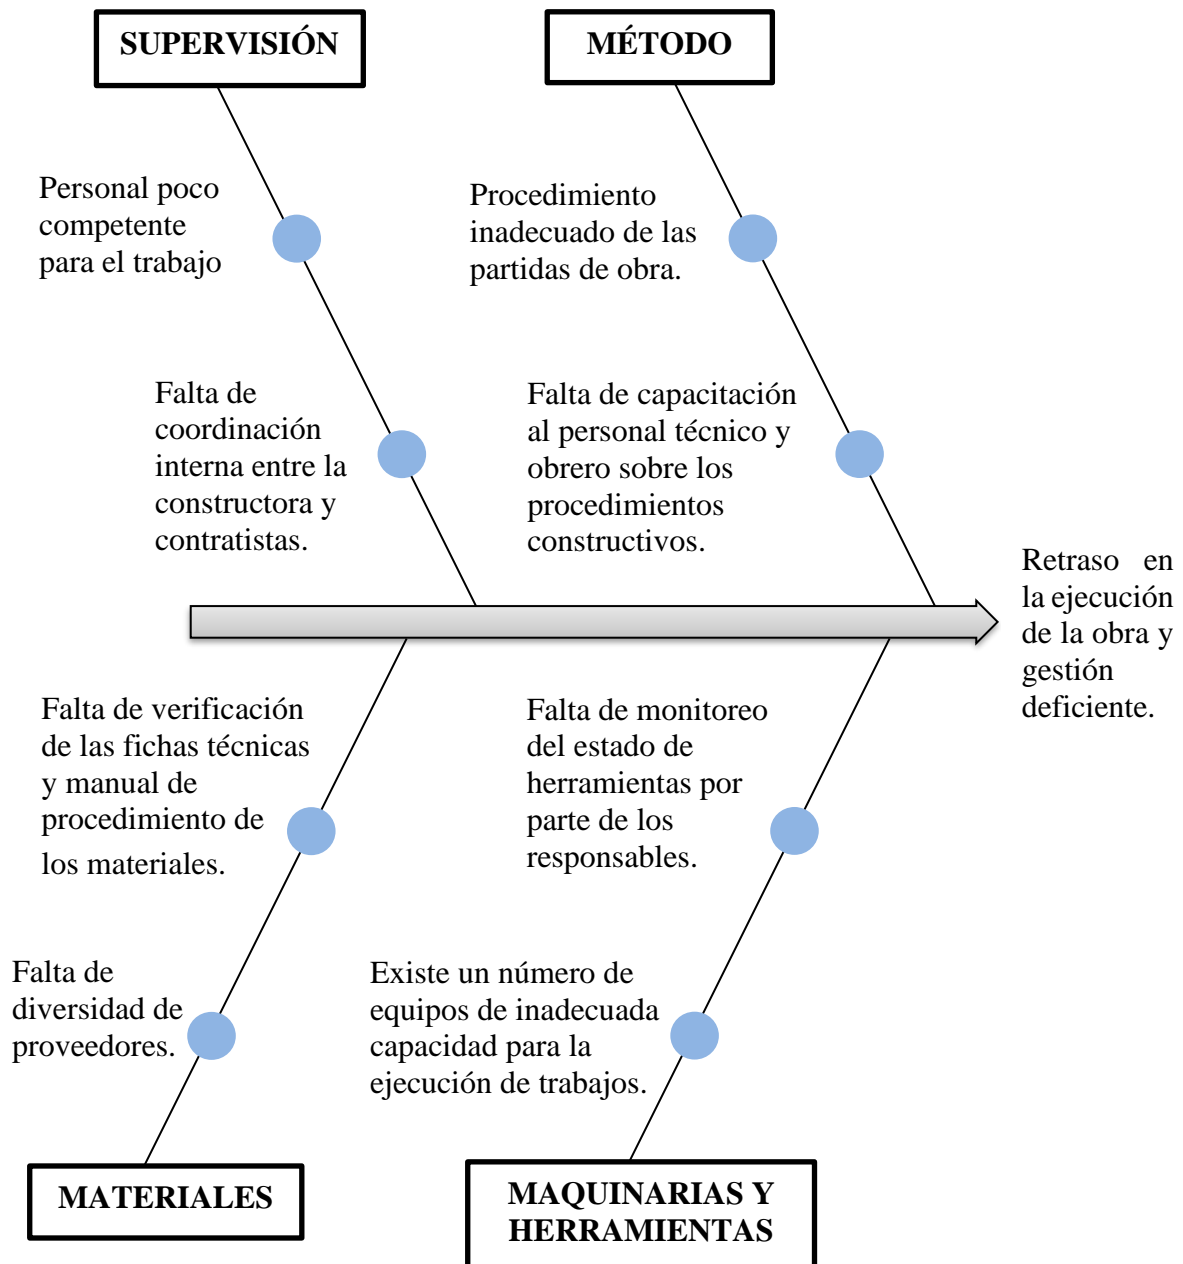 SUPERVISIÓN
MÉTODO
Personal poco
competente
para el trabajo
Procedimiento
inadecuado de las
partidas de obra.
Falta de
coordinación
interna entre la
constructora y
contratistas.
Falta de capacitación
al personal técnico y
obrero sobre los
procedimientos
constructivos.
Retraso en
la ejecución
de la obra y
gestión
deficiente.
Falta de verificación
de las fichas técnicas
y manual de
procedimiento de
los materiales.
Falta de monitoreo
del estado de
herramientas por
parte de los
responsables.
Falta de
diversidad de
proveedores.
Existe un número de
equipos de inadecuada
capacidad para la
ejecución de trabajos.
MATERIALES
MAQUINARIAS Y
HERRAMIENTAS